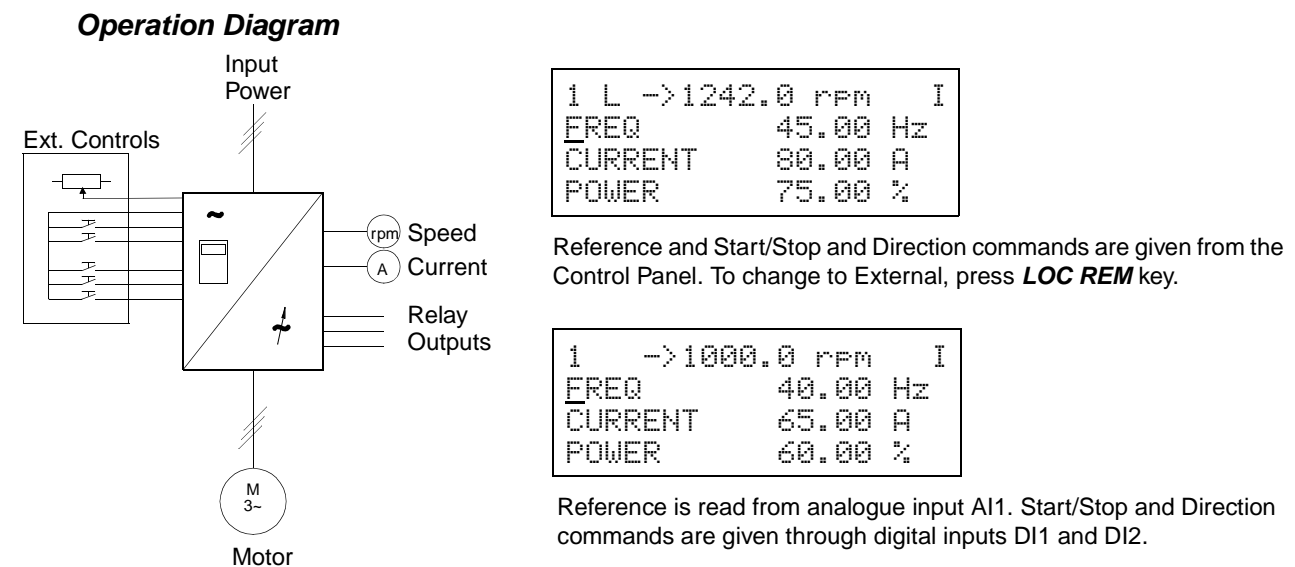 Operation Diagram
Input
Power
Ext. Controls
~
rpm Speed
A Current
Relay
Outputs
~
M
3~
Motor
1 L ->1242.0 rpm I
FREQ 45.00 Hz
CURRENT 80.00 A
POWER 75.00 %
Reference and Start/Stop and Direction commands are given from the
Control Panel. To change to External, press LOC REM key.
1 ->1000.0 rpm I
FREQ 40.00 Hz
CURRENT 65.00 A
POWER 60.00 %
Reference is read from analogue input AI1. Start/Stop and Direction
commands are given through digital inputs DI1 and DI2.